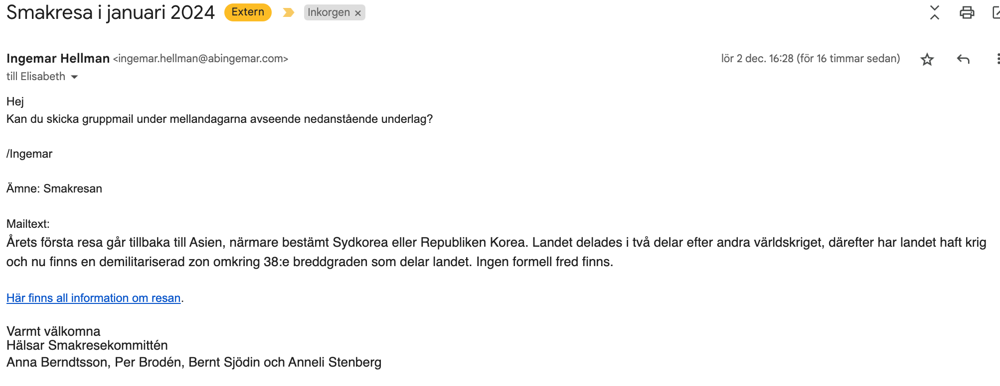 Smakresa i januari 2024 Extern Inkorgen ×
Ingemar Hellman <ingemar.hellman@abingemar.com> lör 2 dec. 16:28 (för 16 timmar sedan)
till Elisabeth
Hej
Kan du skicka gruppmail under mellandagarna avseende nedanstående underlag?
/Ingemar
Ämne: Smakresan
Mailtext:
Årets första resa går tillbaka till Asien, närmare bestämt Sydkorea eller Republiken Korea. Landet delades i två delar efter andra världskriget, därefter har landet haft krig
och nu finns en demilitariserad zon omkring 38:e breddgraden som delar landet. Ingen formell fred finns.
Här finns all information om resan.
Varmt välkomna
Hälsar Smakresekommittén
Anna Berndtsson, Per Brodén, Bernt Sjödin och Anneli Stenberg